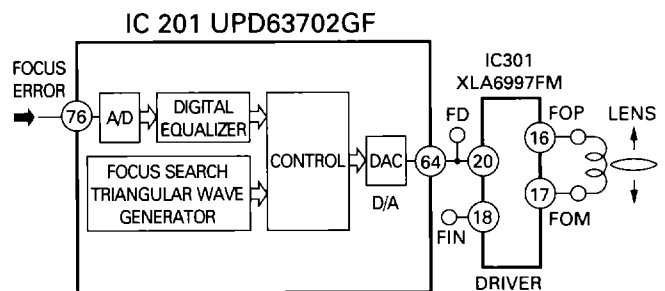 IC 201 UPD63702GF
FOCUS
ERROR
76
A/D
DIGITAL
EQUALIZER
FOCUS SEARCH
TRIANGULAR WAVE
GENERATOR
CONTROL
DAC
D/A
64
FD
FIN
IC301
XLA6997FM
20
18
16
17
FOP
FOM
LENS
DRIVER